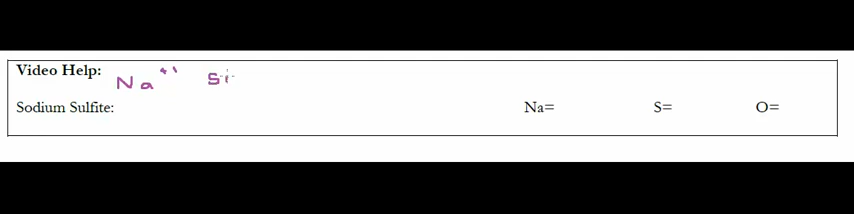 Video Help: Na⁺¹
Sodium Sulfite: Na= S= O=